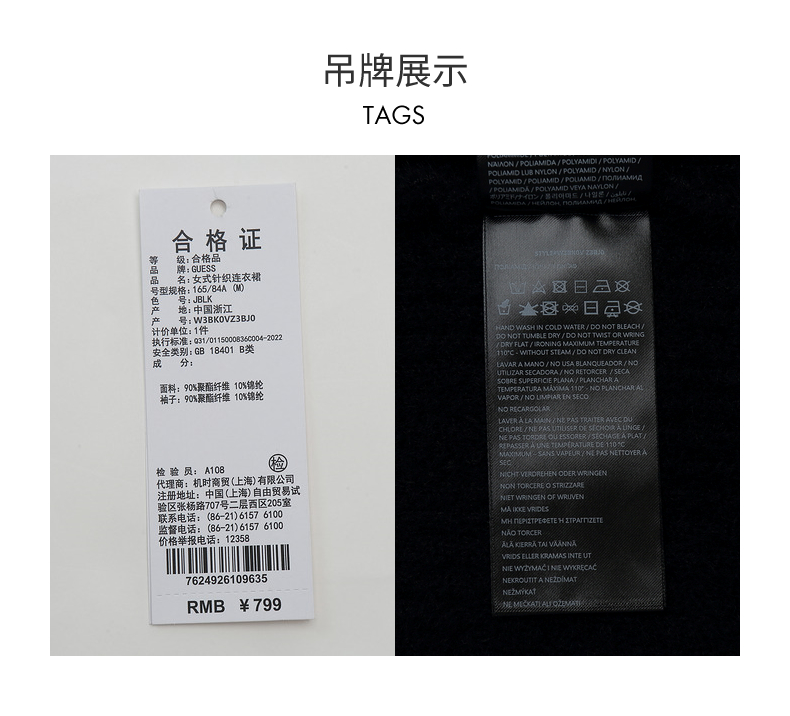 吊牌展示
TAGS
合格证
等 级:合格品
品 牌:GUESS
品 名:女式针织连衣裙
号型规格:165/84A (M)
色 号:JBLK
产 地:中国浙江
产 号:W3BK0VZ3BJ0
计价单位:1件
执行标准:Q31/0115000836C004-2022
安全类别:GB 18401 B类
成 分:
面料: 90%聚酯纤维 10%锦纶
袖子: 90%聚酯纤维 10%锦纶
检 验 员: A108
检
代理商: 机时商贸(上海)有限公司
注册地址: 中国(上海)自由贸易试
验区张杨路707号二层西区205室
联系电话: (86-21)6157 6100
监督电话: (86-21)6157 6100
价格举报电话: 12358
7624926109635
RMB ¥799
NAILON / POLIAMIDA / POLYAMID /
POLYAMID LUB NYLON / NYLON /
POLYAMID / POLIAMID / ПОЛИАМИД
/ POLIAMIDĂ / POLYAMID VEYA NAYLON /
HAND WASH IN COLD WATER / DO NOT BLEACH /
DO NOT TUMBLE DRY / DO NOT TWIST OR WRING
/ DRY FLAT / IRONING MAXIMUM TEMPERATURE
110°C - WITHOUT STEAM / DO NOT DRY CLEAN
LAVAR A MANO / NO USA BLANQUEADOR / NO
UTILIZAR SECADORA / NO RETORCER / SECA
SOBRE SUPERFICIE PLANA / PLANCHAR A
TEMPERATURA MÁXIMA 110° - NO PLANCHAR AL
VAPOR / NO LIMPIAR EN SECO
NO RECARGOLAR
LAVER À LA MAIN / NE PAS TRAITER AVEC DU
CHLORE / NE PAS UTILISER DE SÉCHOIR À LINGE /
NE PAS TORDRE OU ESSORER / SÉCHAGE À PLAT /
REPASSER À UNE TEMPÉRATURE DE 110 °C
MAXIMUM - SANS VAPEUR / NE PAS NETTOYER À
SEC
NICHT VERDREHEN ODER WRINGEN
NON TORCERE O STRIZZARE
NIET WRINGEN OF WRIJVEN
MÅ IKKE VRIDES
ΜΗ ΠΕΡΙΣΤΡΕΦΕΤΕ Ή ΣΤΡΑΓΓΙΖΕΤΕ
NÃO TORCER
ÄLÄ KIERRÄ TAI VÄÄNNÄ
VRIDS ELLER KRAMAS INTE UT
NIE WYŻYMAĆ I NIE WYKRĘCAĆ
NEKROUTIT A NEŽDÍMAT
NEŽMÝKAŤ
NE MEČKATI ALI OŽEMATI